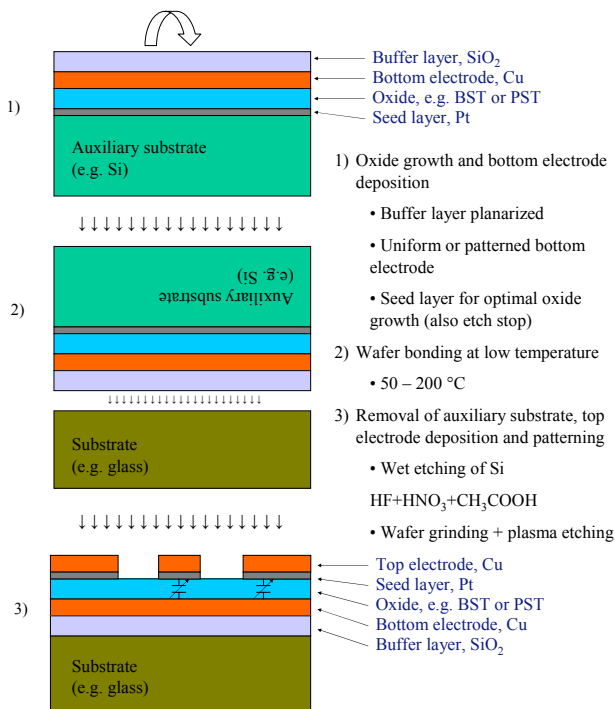 Buffer layer, SiO₂
Bottom electrode, Cu
Oxide, e.g. BST or PST
Seed layer, Pt
1)
Auxiliary substrate
(e.g. Si)
1) Oxide growth and bottom electrode
deposition
• Buffer layer planarized
• Uniform or patterned bottom
electrode
• Seed layer for optimal oxide
growth (also etch stop)
2) Wafer bonding at low temperature
• 50 – 200 °C
3) Removal of auxiliary substrate, top
electrode deposition and patterning
• Wet etching of Si
HF+HNO₃+CH₃COOH
• Wafer grinding + plasma etching
2)
Auxiliary substrate
(e.g. Si)
Substrate
(e.g. glass)
3)
Top electrode, Cu
Seed layer, Pt
Oxide, e.g. BST or PST
Bottom electrode, Cu
Buffer layer, SiO₂
Substrate
(e.g. glass)